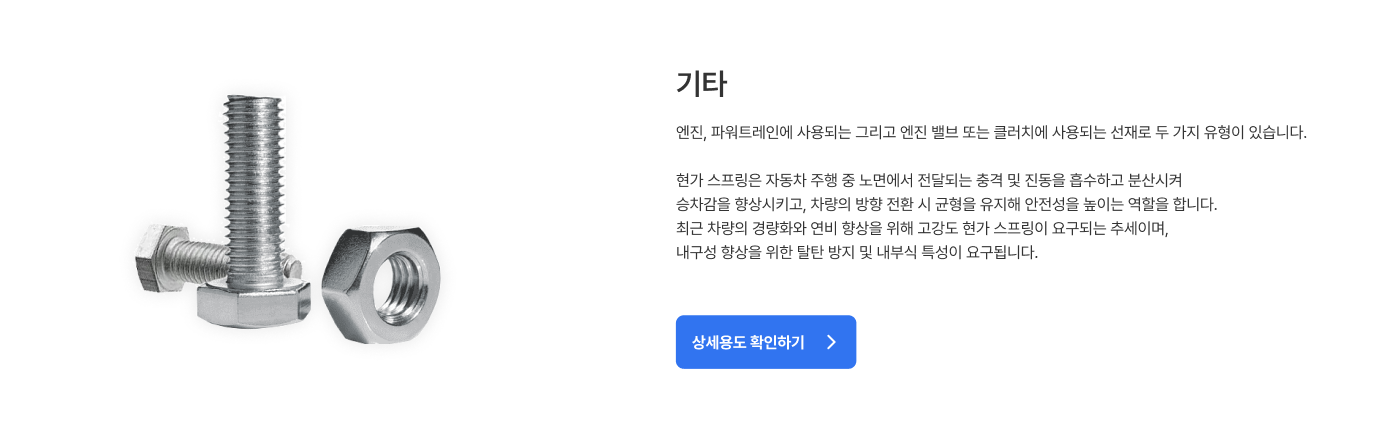 기타
엔진, 파워트레인에 사용되는 그리고 엔진 밸브 또는 클러치에 사용되는 선재로 두 가지 유형이 있습니다.
현가 스프링은 자동차 주행 중 노면에서 전달되는 충격 및 진동을 흡수하고 분산시켜
승차감을 향상시키고, 차량의 방향 전환 시 균형을 유지해 안전성을 높이는 역할을 합니다.
최근 차량의 경량화와 연비 향상을 위해 고강도 현가 스프링이 요구되는 추세이며,
내구성 향상을 위한 탈탄 방지 및 내부식 특성이 요구됩니다.
상세용도 확인하기